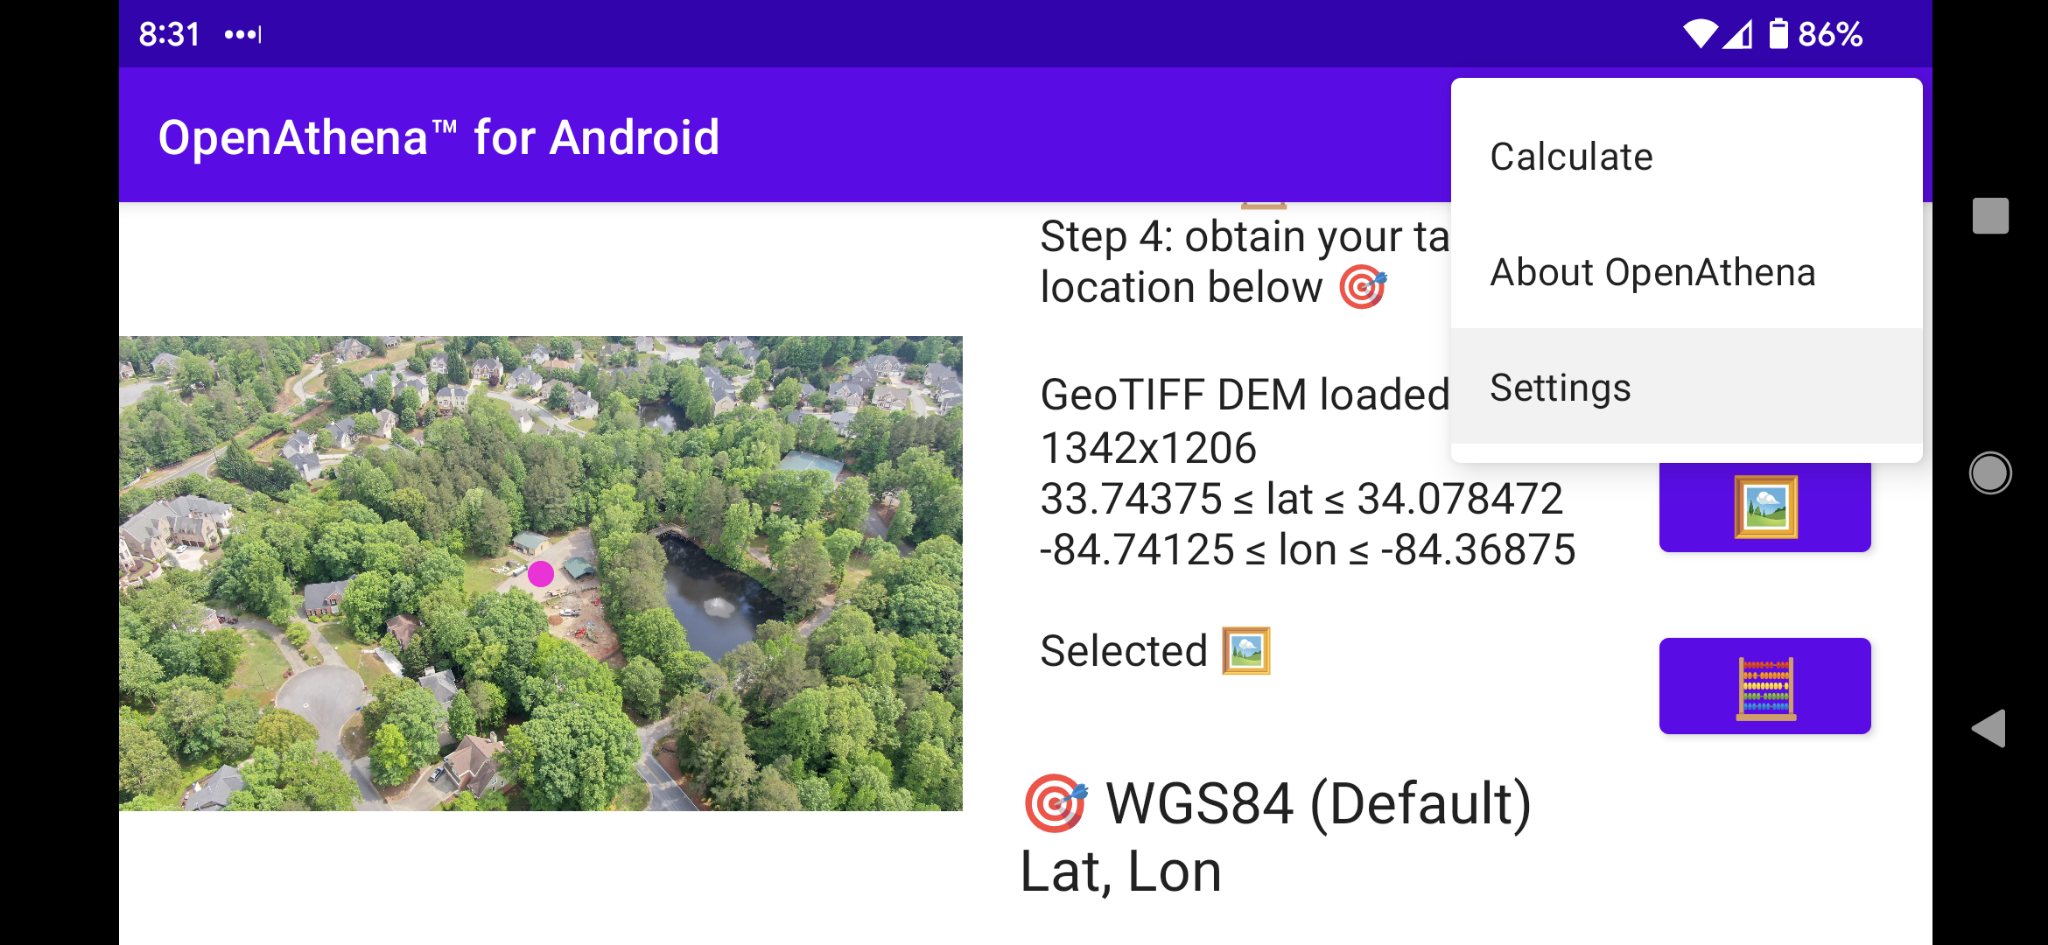 8:31
86%
OpenAthena™ for Android
Calculate
About OpenAthena
Settings
Step 4: obtain your ta
location below 🎯
GeoTIFF DEM loaded
1342x1206
33.74375 ≤ lat ≤ 34.078472
-84.74125 ≤ lon ≤ -84.36875
Selected 🖼️
🎯 WGS84 (Default)
Lat, Lon